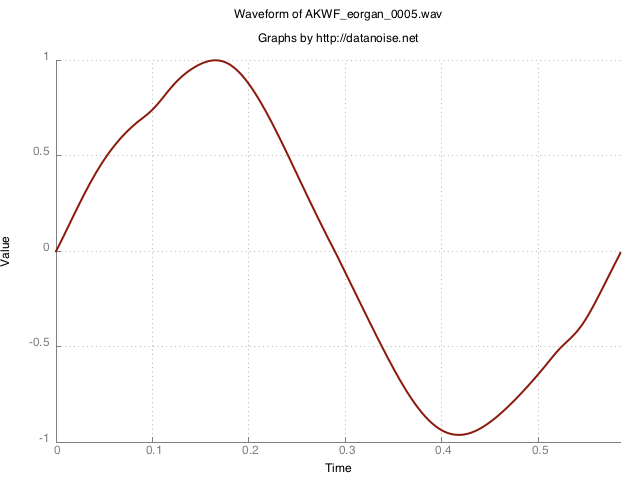 Waveform of AKWF_eorgan_0005.wav
Graphs by http://datanoise.net
1
0.5
0
-0.5
-1
Value
0 0.1 0.2 0.3 0.4 0.5
Time